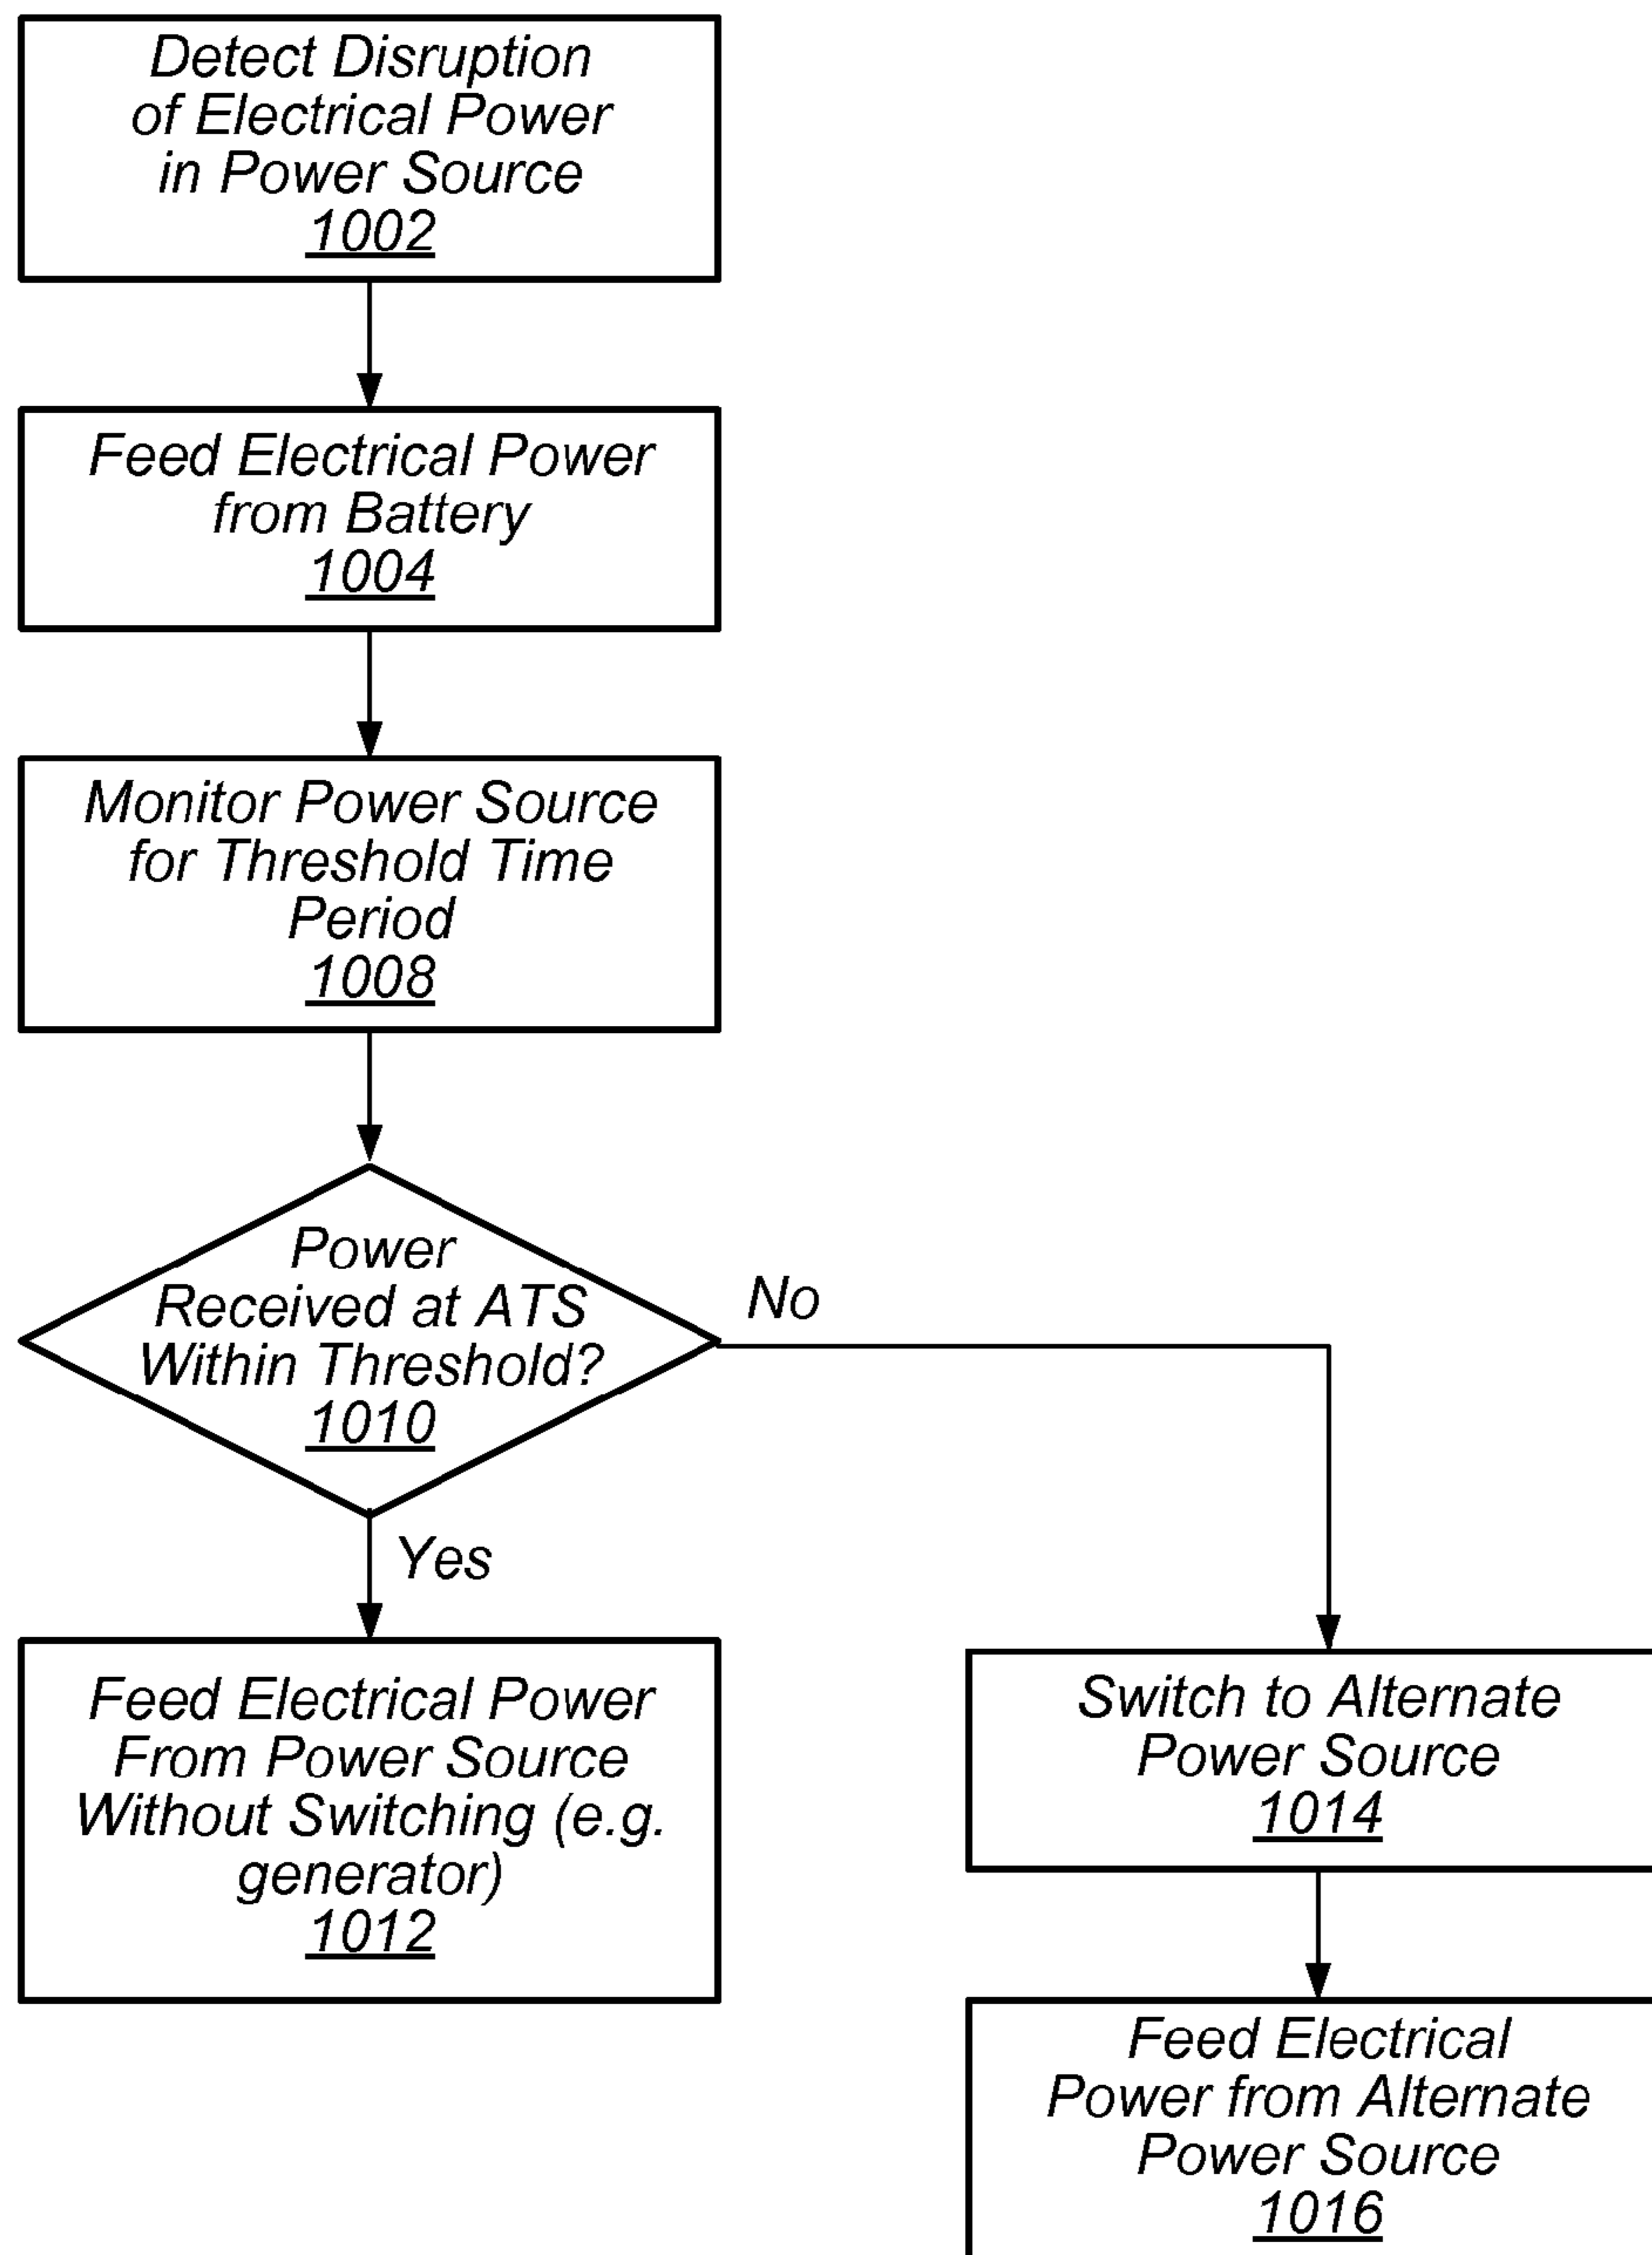 Detect Disruption
of Electrical Power
in Power Source
1002
Feed Electrical Power
from Battery
1004
Monitor Power Source
for Threshold Time
Period
1008
Power
Received at ATS
Within Threshold?
1010
No
Yes
Feed Electrical Power
From Power Source
Without Switching (e.g.
generator)
1012
Switch to Alternate
Power Source
1014
Feed Electrical
Power from Alternate
Power Source
1016